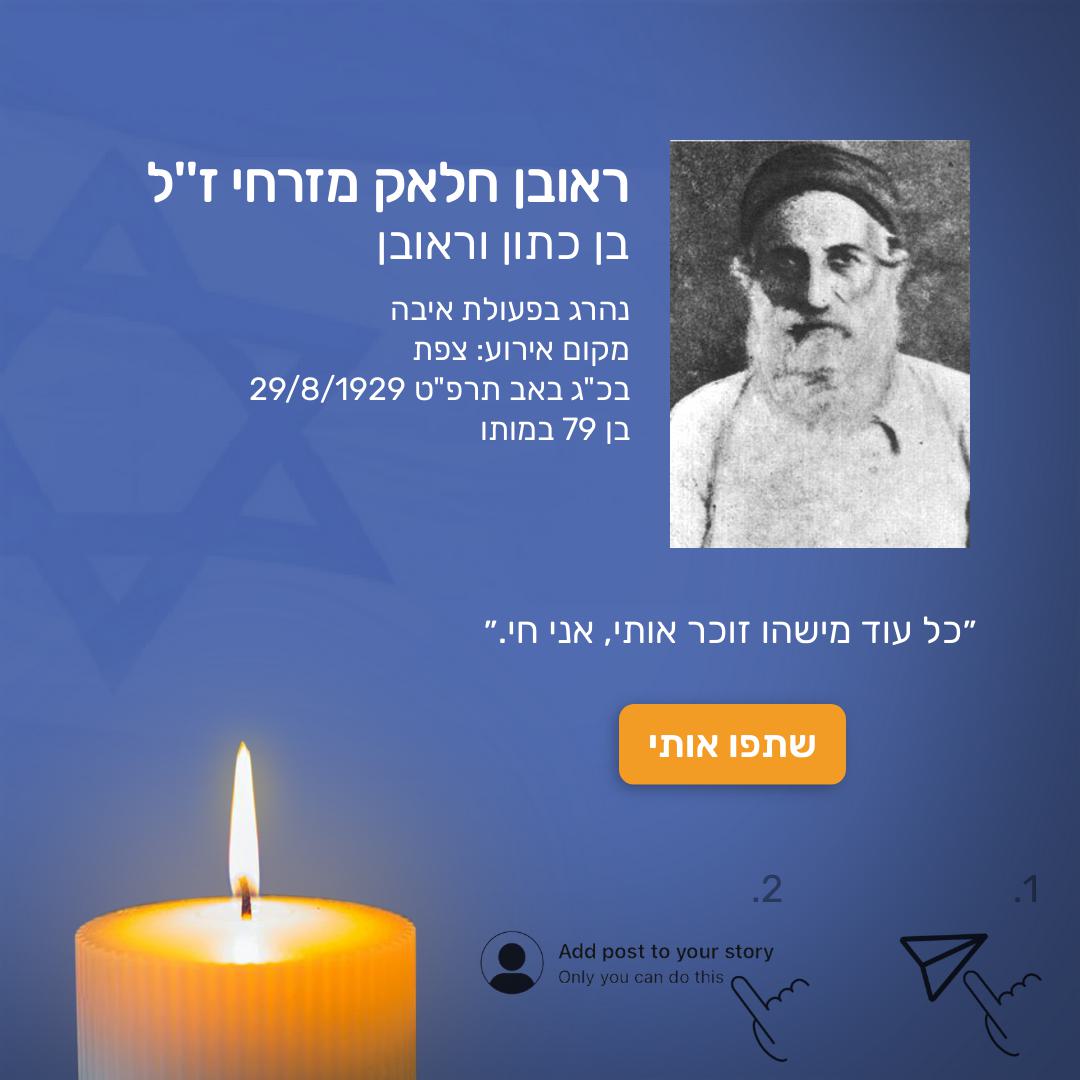 ראובן חלאק מזרחי ז''ל
בן כתון וראובן
נהרג בפעולת איבה
מקום אירוע: צפת
בכ"ג באב תרפ"ט 29/8/1929
בן 79 במותו
״כל עוד מישהו זוכר אותי, אני חי.״
שתפו אותי
1.
2.
Add post to your story
Only you can do this